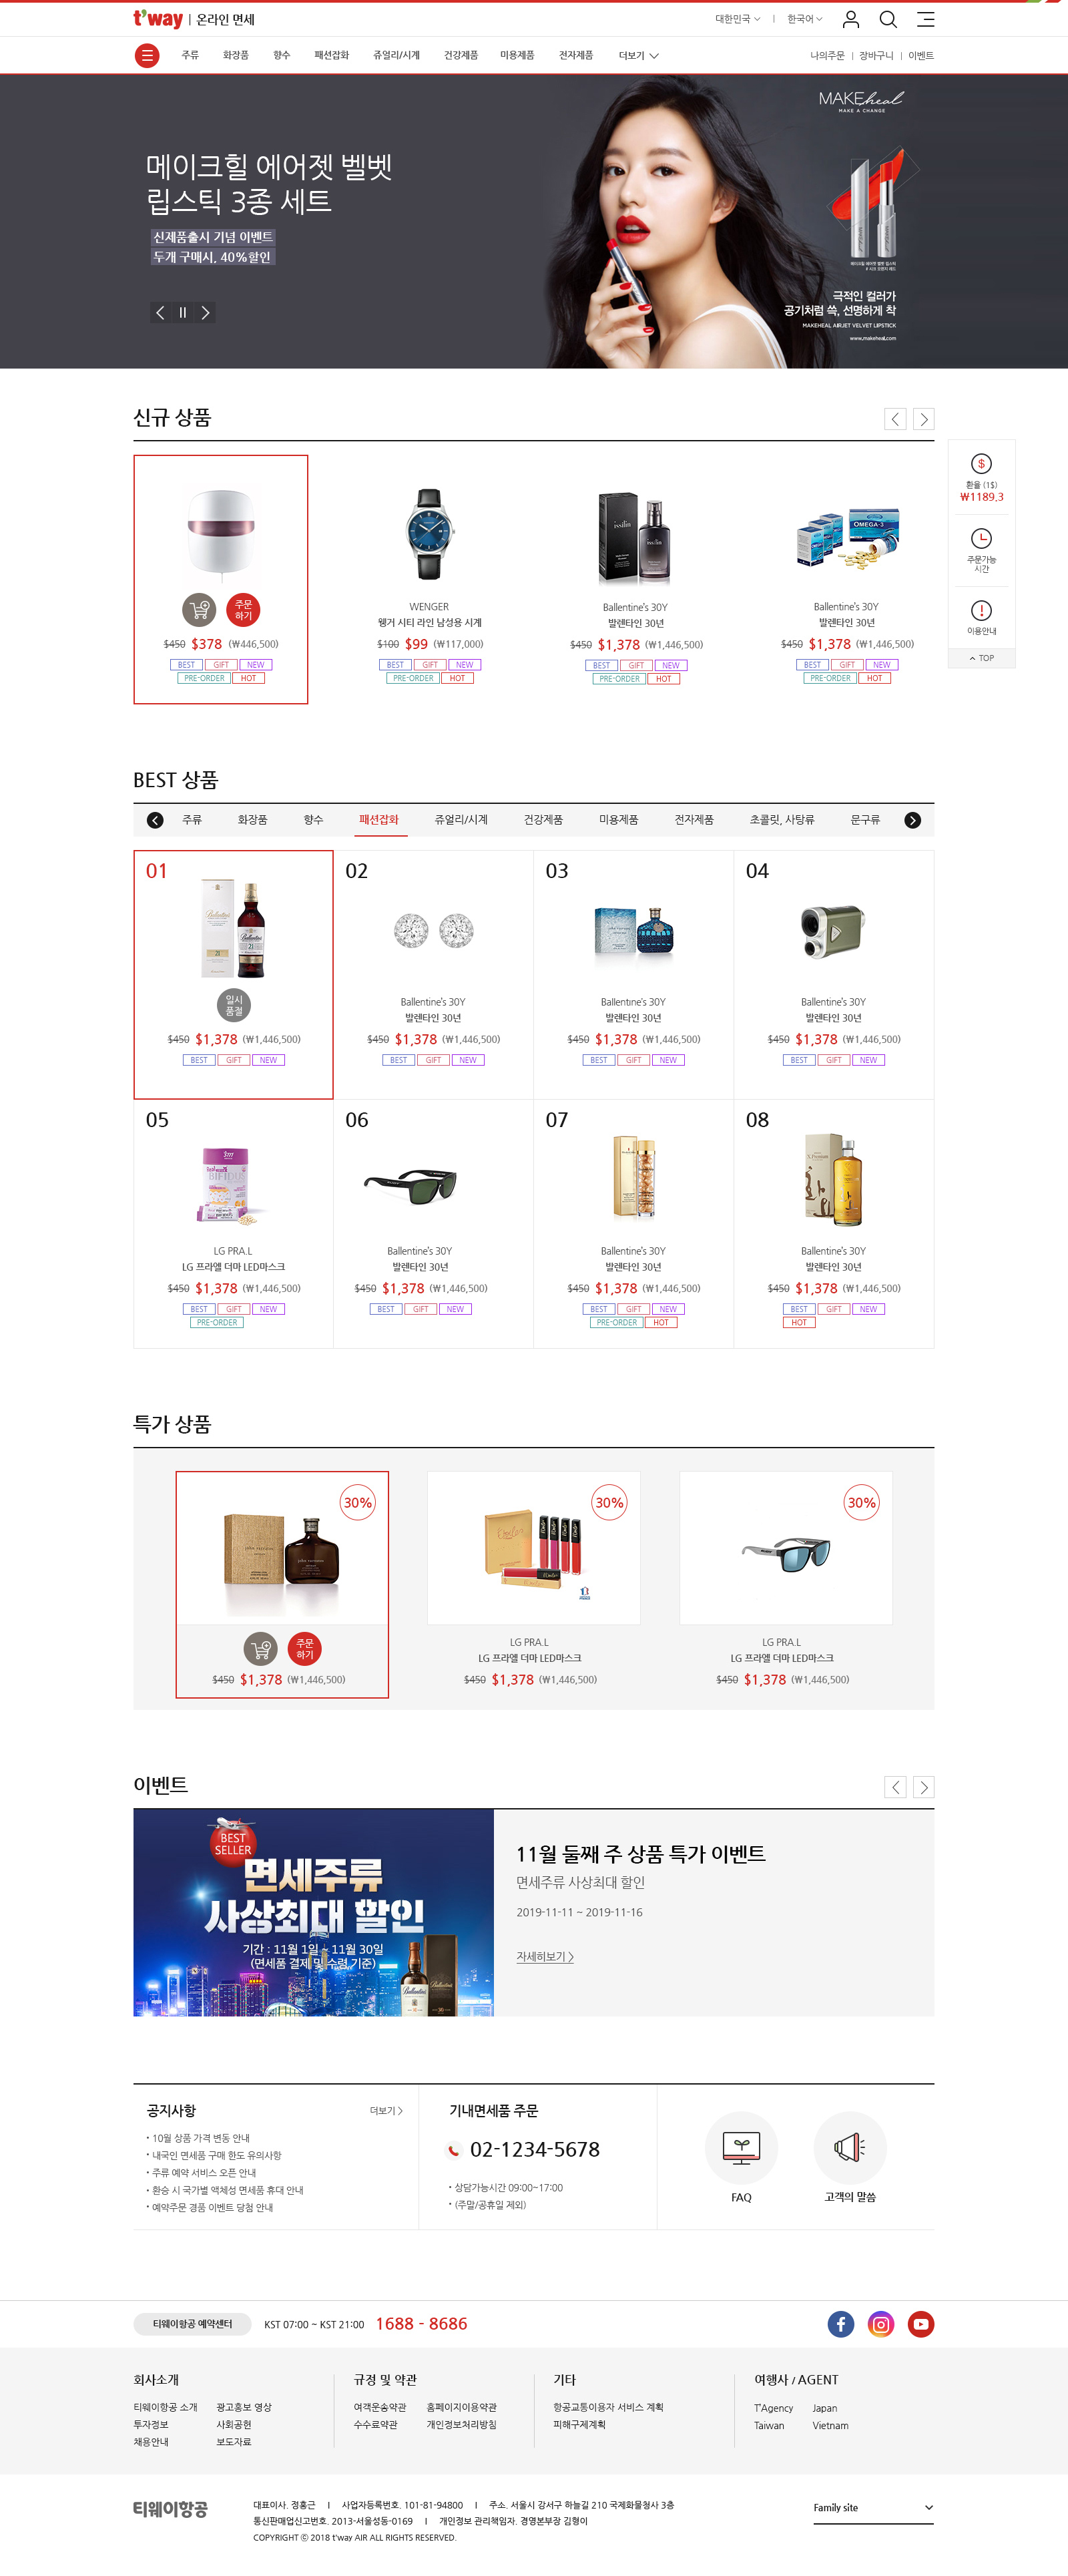 t'way | 온라인 면세
대한민국 | 한국어
주류 화장품 향수 패션잡화 쥬얼리/시계 건강제품 미용제품 전자제품 더보기
나의주문 | 장바구니 | 이벤트
MAKEheal
MAKE A CHANGE
메이크힐 에어젯 벨벳
립스틱 3종 세트
신제품출시 기념 이벤트
두개 구매시, 40%할인
메이크힐 에어젯 벨벳 립스틱
극적인 컬러가
공기처럼 쏙, 선명하게 착
MAKEHEAL AIRJET VELVET LIPSTICK
www.makeheal.com
신규 상품
환율 (1$)
₩1189.3
주문가능
시간
이용안내
TOP
주문
하기
$450 $378 (₩446,500)
BEST GIFT NEW
PRE-ORDER HOT
WENGER
웽거 시티 라인 남성용 시계
$100 $99 (₩117,000)
BEST GIFT NEW
PRE-ORDER HOT
issilin
issilin
Ballentine's 30Y
발렌타인 30년
$450 $1,378 (₩1,446,500)
BEST GIFT NEW
PRE-ORDER HOT
OMEGA-3
Ballentine's 30Y
발렌타인 30년
$450 $1,378 (₩1,446,500)
BEST GIFT NEW
PRE-ORDER HOT
BEST 상품
주류 화장품 향수 패션잡화 쥬얼리/시계 건강제품 미용제품 전자제품 초콜릿, 사탕류 문구류
01
Ballantine's
21
일시
품절
$450 $1,378 (₩1,446,500)
BEST GIFT NEW
02
Ballentine's 30Y
발렌타인 30년
$450 $1,378 (₩1,446,500)
BEST GIFT NEW
03
Ballentine's 30Y
발렌타인 30년
$450 $1,378 (₩1,446,500)
BEST GIFT NEW
04
Ballentine's 30Y
발렌타인 30년
$450 $1,378 (₩1,446,500)
BEST GIFT NEW
05
BIFIDUS
LG PRA.L
LG 프라엘 더마 LED마스크
$450 $1,378 (₩1,446,500)
BEST GIFT NEW
PRE-ORDER
06
Ballentine's 30Y
발렌타인 30년
$450 $1,378 (₩1,446,500)
BEST GIFT NEW
07
Ballentine's 30Y
발렌타인 30년
$450 $1,378 (₩1,446,500)
BEST GIFT NEW
PRE-ORDER HOT
08
Ballentine's 30Y
발렌타인 30년
$450 $1,378 (₩1,446,500)
BEST GIFT NEW
HOT
특가 상품
30%
john varvatos
주문
하기
$450 $1,378 (₩1,446,500)
30%
LG PRA.L
LG 프라엘 더마 LED마스크
$450 $1,378 (₩1,446,500)
30%
LG PRA.L
LG 프라엘 더마 LED마스크
$450 $1,378 (₩1,446,500)
이벤트
BEST
SELLER
면세주류
사상최대 할인
기간 : 11월 1일 ~ 11월 30일
(면세품 결제 및 수령 기준)
11월 둘째 주 상품 특가 이벤트
면세주류 사상최대 할인
2019-11-11 ~ 2019-11-16
자세히보기 >
공지사항
더보기 >
10월 상품 가격 변동 안내
내국인 면세품 구매 한도 유의사항
주류 예약 서비스 오픈 안내
환승 시 국가별 액체성 면세품 휴대 안내
예약주문 경품 이벤트 당첨 안내
기내면세품 주문
02-1234-5678
상담가능시간 09:00~17:00
(주말/공휴일 제외)
FAQ
고객의 말씀
티웨이항공 예약센터 KST 07:00 ~ KST 21:00 1688 - 8686
회사소개
티웨이항공 소개 광고홍보 영상
투자정보 사회공헌
채용안내 보도자료
규정 및 약관
여객운송약관 홈페이지이용약관
수수료약관 개인정보처리방침
기타
항공교통이용자 서비스 계획
피해구제계획
여행사 / AGENT
T'Agency Japan
Taiwan Vietnam
티웨이항공
대표이사. 정홍근 | 사업자등록번호. 101-81-94800 | 주소. 서울시 강서구 하늘길 210 국제화물청사 3층
통신판매업신고번호. 2013-서울성동-0169 | 개인정보 관리책임자. 경영본부장 김형이
COPYRIGHT ⓒ 2018 t'way AIR ALL RIGHTS RESERVED.
Family site